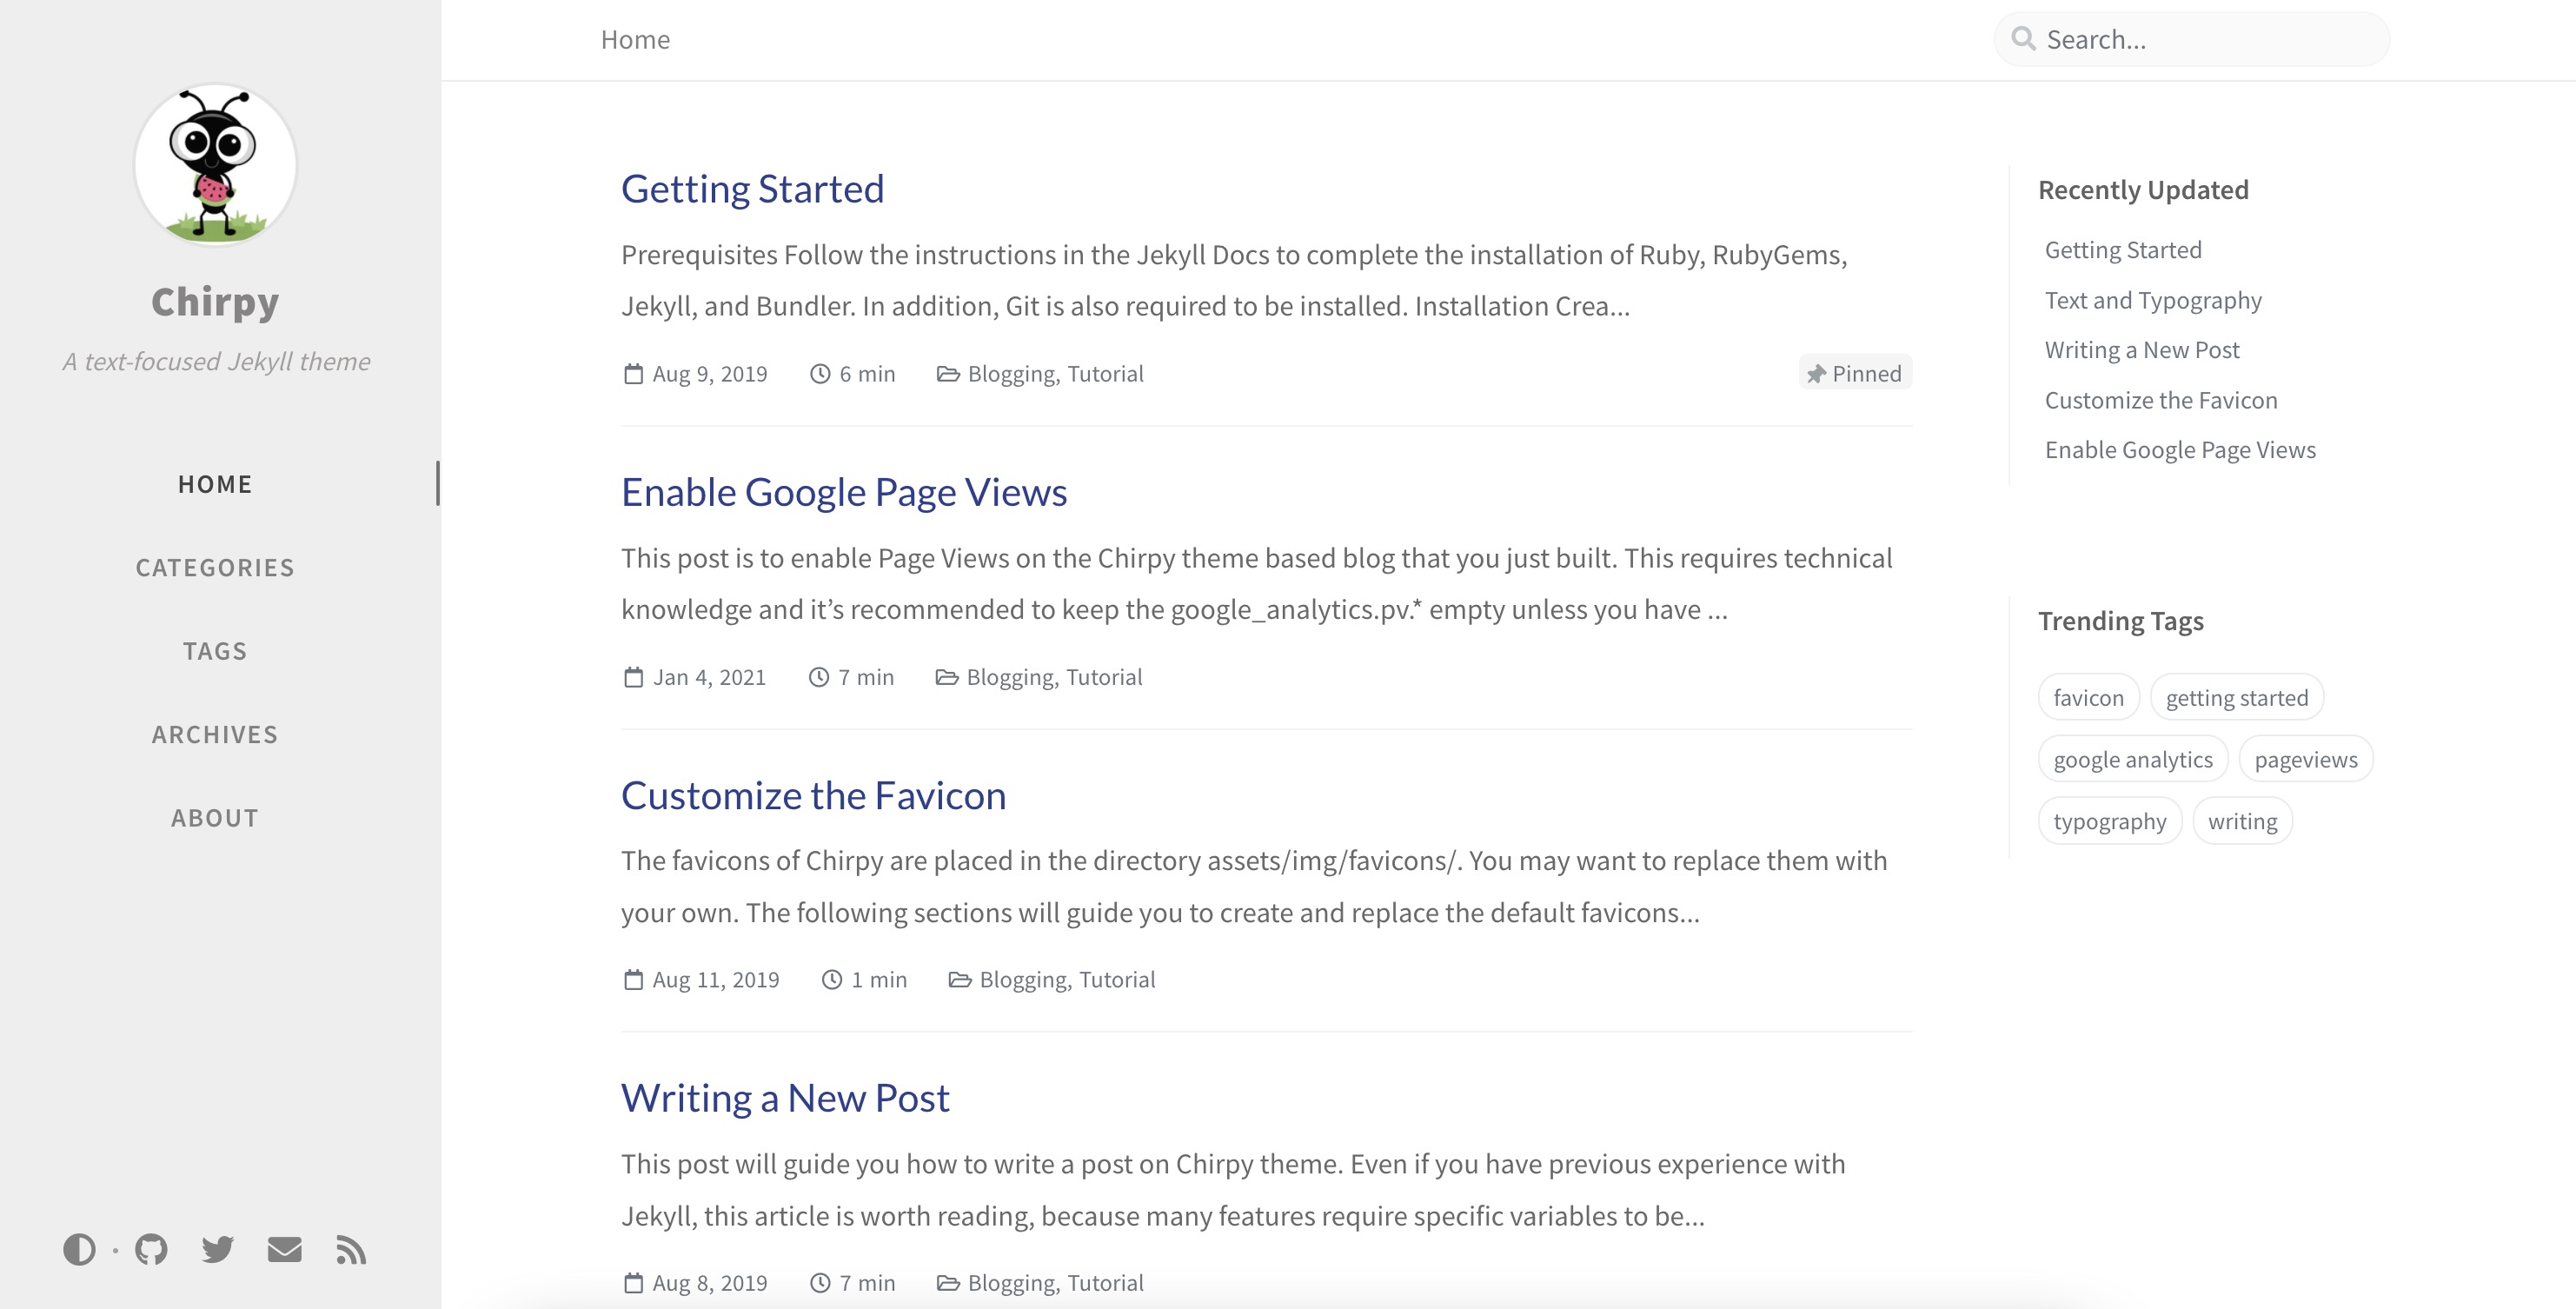 Chirpy
A text-focused Jekyll theme
HOME
CATEGORIES
TAGS
ARCHIVES
ABOUT
Home
Search...
Getting Started
Prerequisites Follow the instructions in the Jekyll Docs to complete the installation of Ruby, RubyGems,
Jekyll, and Bundler. In addition, Git is also required to be installed. Installation Crea...
Aug 9, 2019 6 min Blogging, Tutorial Pinned
Enable Google Page Views
This post is to enable Page Views on the Chirpy theme based blog that you just built. This requires technical
knowledge and it’s recommended to keep the google_analytics.pv.* empty unless you have ...
Jan 4, 2021 7 min Blogging, Tutorial
Customize the Favicon
The favicons of Chirpy are placed in the directory assets/img/favicons/. You may want to replace them with
your own. The following sections will guide you to create and replace the default favicons...
Aug 11, 2019 1 min Blogging, Tutorial
Writing a New Post
This post will guide you how to write a post on Chirpy theme. Even if you have previous experience with
Jekyll, this article is worth reading, because many features require specific variables to be...
Aug 8, 2019 7 min Blogging, Tutorial
Recently Updated
Getting Started
Text and Typography
Writing a New Post
Customize the Favicon
Enable Google Page Views
Trending Tags
favicon getting started
google analytics pageviews
typography writing